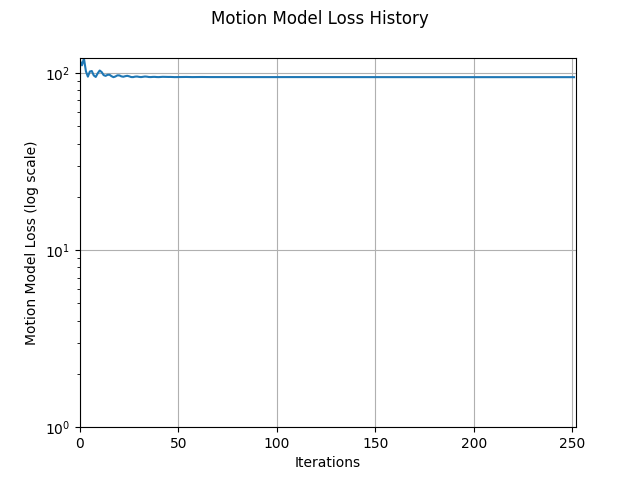 Motion Model Loss History
Motion Model Loss (log scale)
10²
10¹
10⁰
0 50 100 150 200 250
Iterations